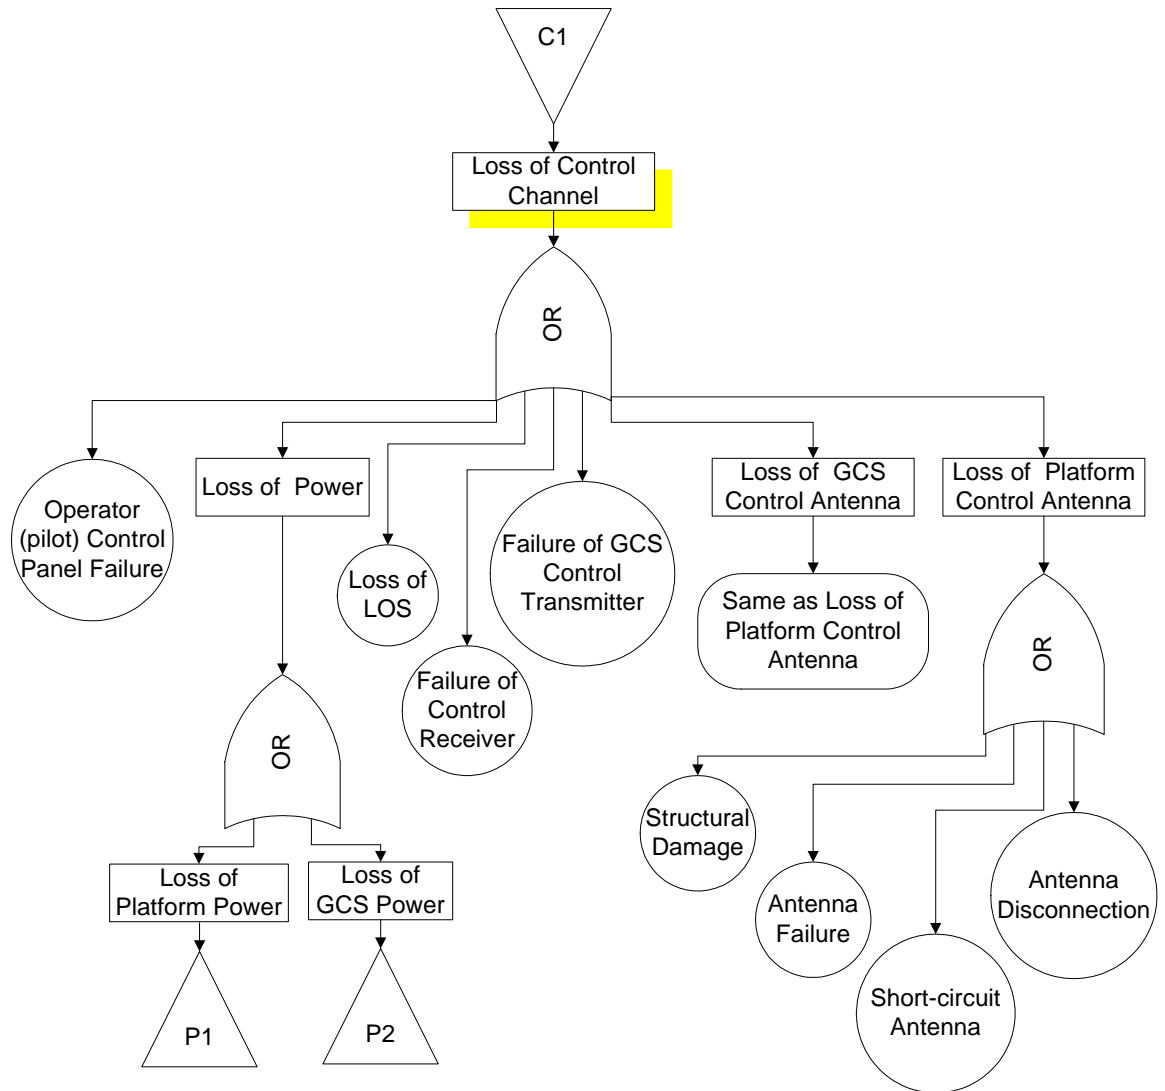 C1
Loss of Control
Channel
OR
Operator
(pilot) Control
Panel Failure
Loss of  Power
Loss of
LOS
Failure of
Control
Receiver
Failure of GCS
Control
Transmitter
Loss of  GCS
Control Antenna
Same as Loss of
Platform Control
Antenna
Loss of  Platform
Control Antenna
OR
OR
Loss of
Platform Power
Loss of
GCS Power
P1
P2
Structural
Damage
Antenna
Failure
Short-circuit
Antenna
Antenna
Disconnection